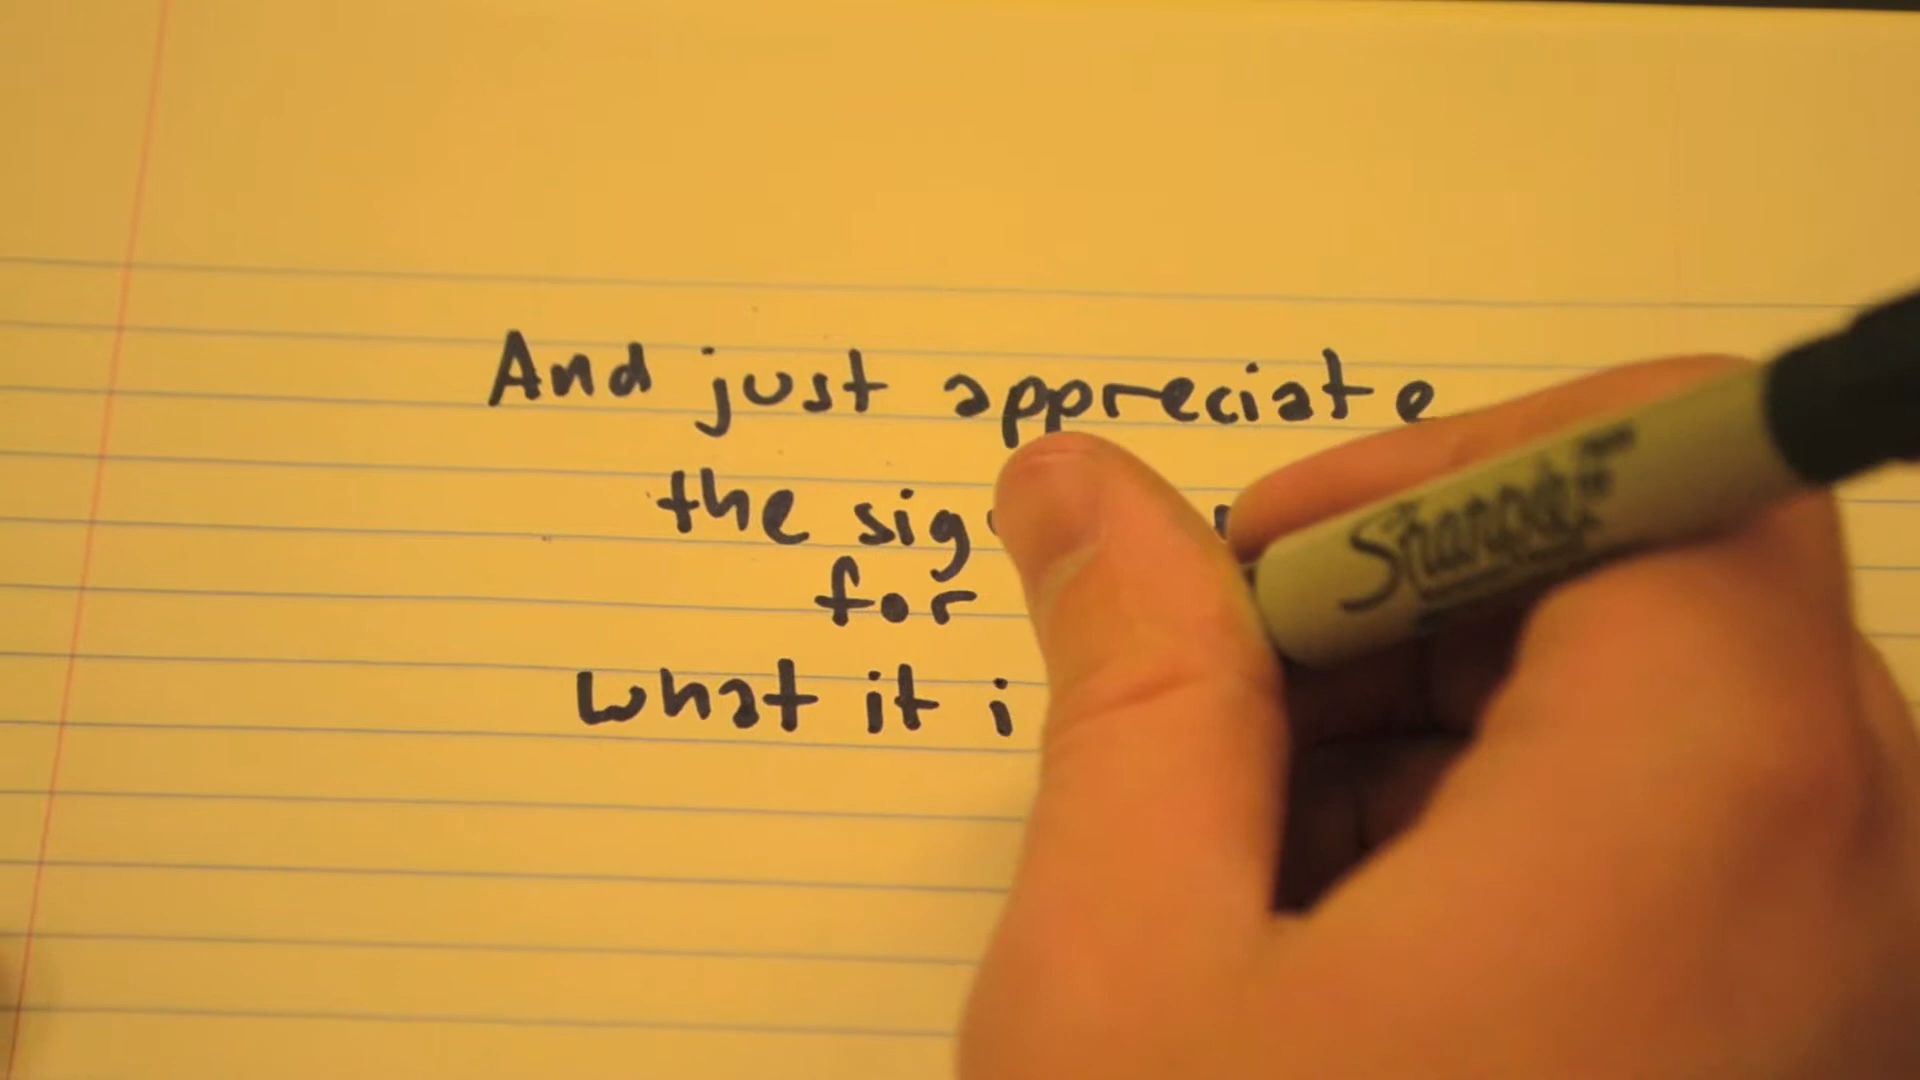 And just appreciate
the sig
for
what it i
Sharpie